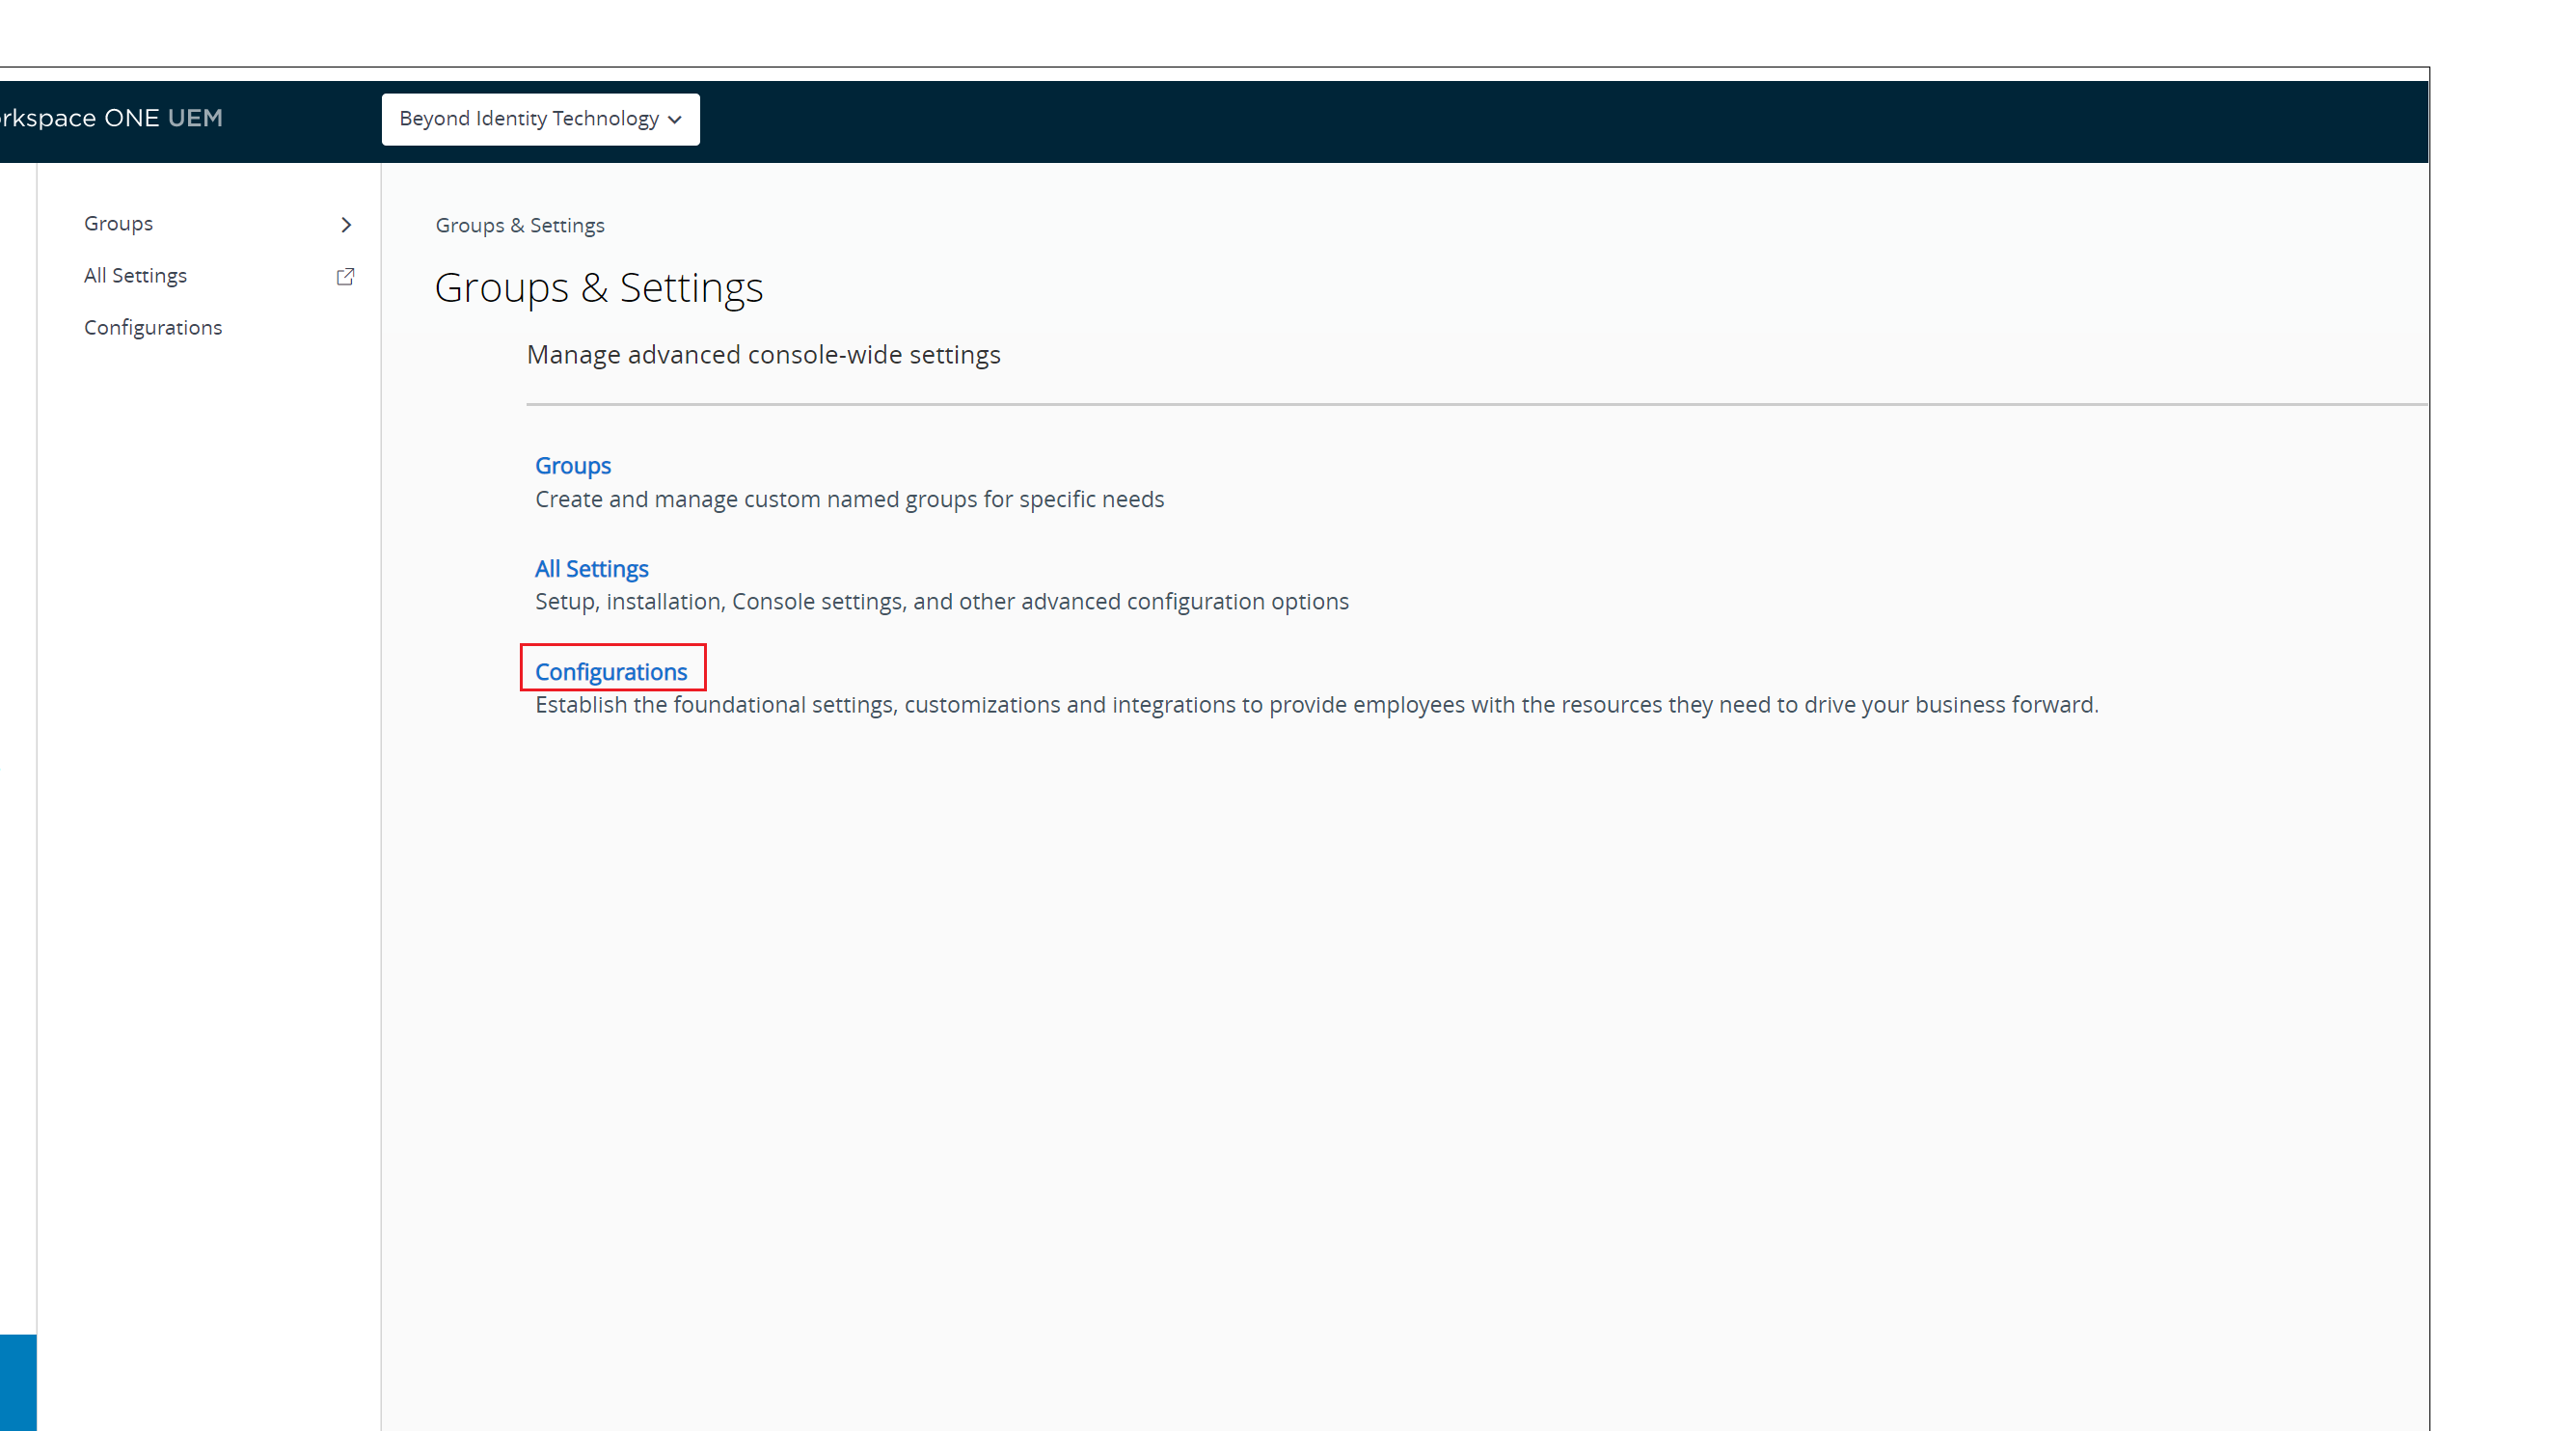 rkspace ONE UEM
Beyond Identity Technology
Groups
All Settings
Configurations
Groups & Settings
Groups & Settings
Manage advanced console-wide settings
Groups
Create and manage custom named groups for specific needs
All Settings
Setup, installation, Console settings, and other advanced configuration options
Configurations
Establish the foundational settings, customizations and integrations to provide employees with the resources they need to drive your business forward.